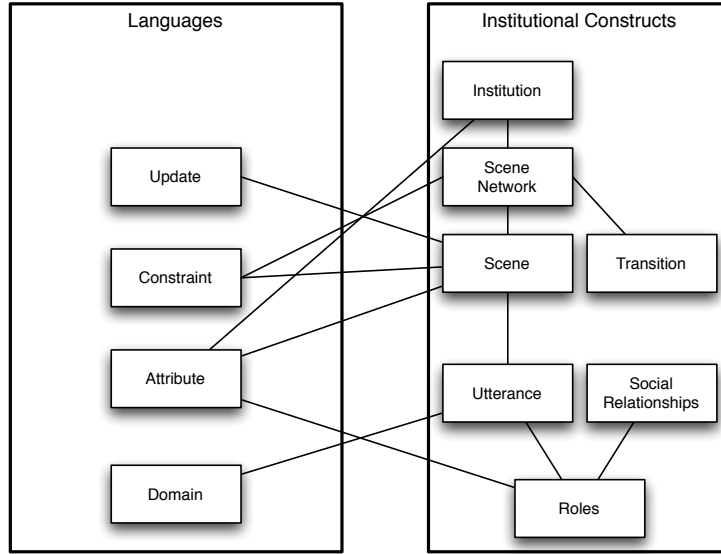 Languages
Update
Constraint
Attribute
Domain
Institutional Constructs
Institution
Scene
Network
Scene
Transition
Utterance
Social
Relationships
Roles